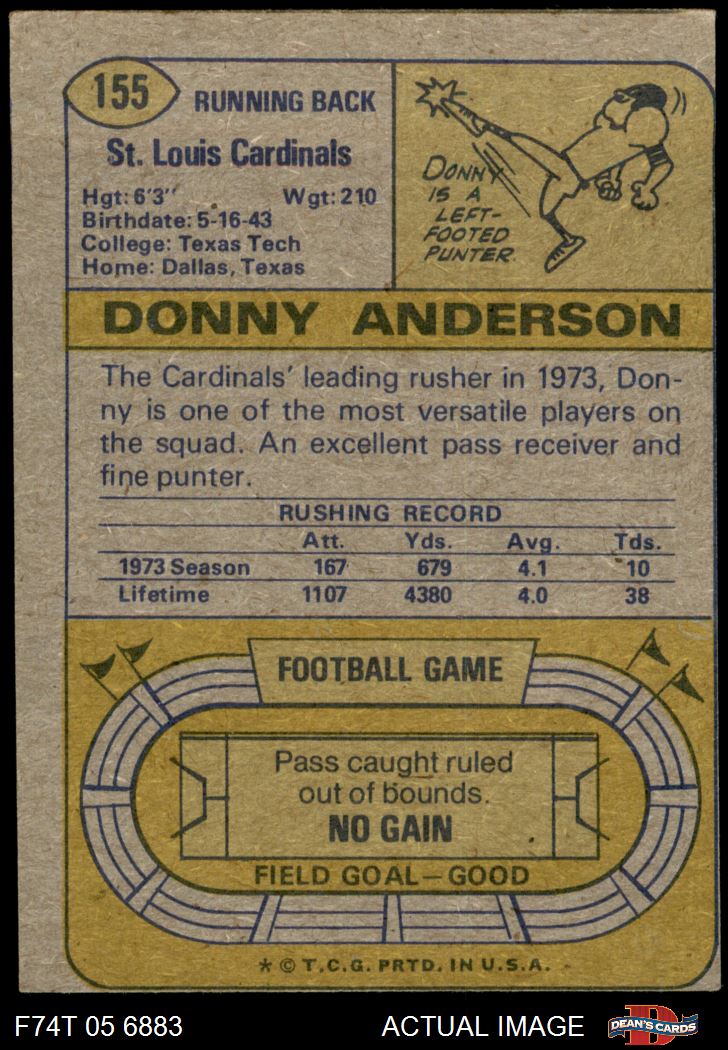 155
RUNNING BACK
St. Louis Cardinals
Hgt: 6'3" Wgt: 210
Birthdate: 5-16-43
College: Texas Tech
Home: Dallas, Texas
DONNY
IS A
LEFT-
FOOTED
PUNTER.
DONNY ANDERSON
The Cardinals' leading rusher in 1973, Don-
ny is one of the most versatile players on
the squad. An excellent pass receiver and
fine punter.
RUSHING RECORD
Att. Yds. Avg. Tds.
1973 Season 167 679 4.1 10
Lifetime 1107 4380 4.0 38
FOOTBALL GAME
Pass caught ruled
out of bounds.
NO GAIN
FIELD GOAL—GOOD
* © T.C.G. PRTD. IN U.S.A.
F74T 05 6883 ACTUAL IMAGE
D
DEAN'S CARDS